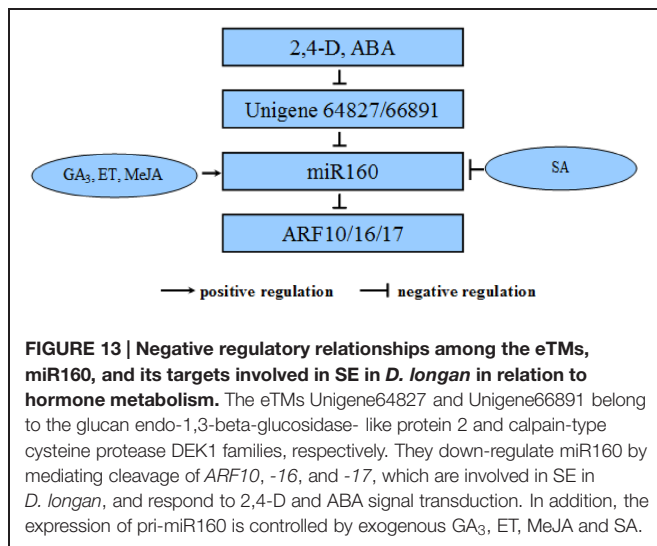 2,4-D, ABA
Unigene 64827/66891
GA3, ET, MeJA
miR160
SA
ARF10/16/17
positive regulation
negative regulation
FIGURE 13 | Negative regulatory relationships among the eTMs,
miR160, and its targets involved in SE in D. longan in relation to
hormone metabolism. The eTMs Unigene64827 and Unigene66891 belong
to the glucan endo-1,3-beta-glucosidase- like protein 2 and calpain-type
cysteine protease DEK1 families, respectively. They down-regulate miR160 by
mediating cleavage of ARF10, -16, and -17, which are involved in SE in
D. longan, and respond to 2,4-D and ABA signal transduction. In addition, the
expression of pri-miR160 is controlled by exogenous GA3, ET, MeJA and SA.